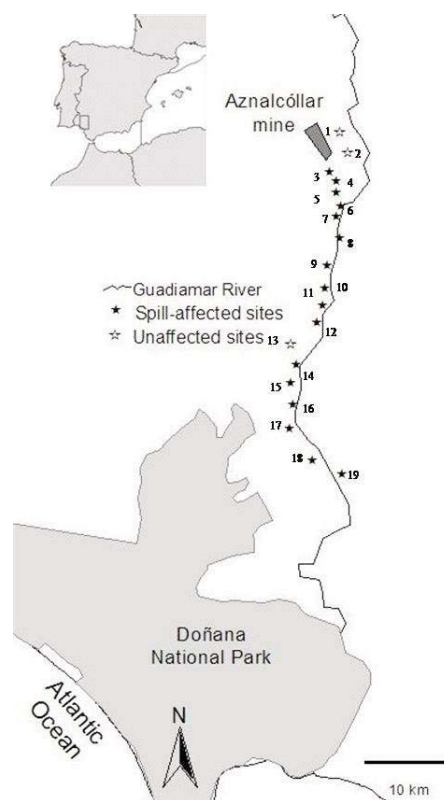 Aznalcóllar
mine
1
2
3
4
5
6
7
8
9
10
11
12
13
14
15
16
17
18
19
Guadiamar River
Spill-affected sites
Unaffected sites
Doñana
National Park
Atlantic
Ocean
N
10 km